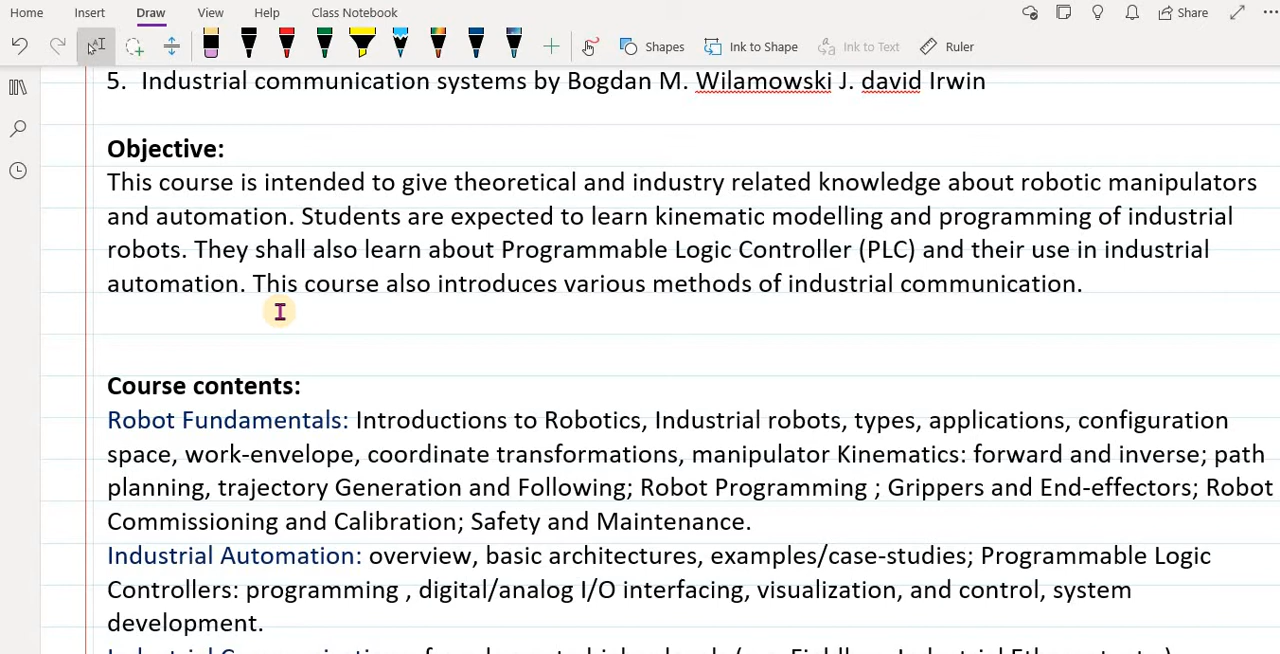 Home Insert Draw View Help Class Notebook
Share
Shapes Ink to Shape Ink to Text Ruler
5. Industrial communication systems by Bogdan M. Wilamowski J. david Irwin
Objective:
This course is intended to give theoretical and industry related knowledge about robotic manipulators
and automation. Students are expected to learn kinematic modelling and programming of industrial
robots. They shall also learn about Programmable Logic Controller (PLC) and their use in industrial
automation. This course also introduces various methods of industrial communication.
Course contents:
Robot Fundamentals: Introductions to Robotics, Industrial robots, types, applications, configuration
space, work-envelope, coordinate transformations, manipulator Kinematics: forward and inverse; path
planning, trajectory Generation and Following; Robot Programming ; Grippers and End-effectors; Robot
Commissioning and Calibration; Safety and Maintenance.
Industrial Automation: overview, basic architectures, examples/case-studies; Programmable Logic
Controllers: programming , digital/analog I/O interfacing, visualization, and control, system
development.